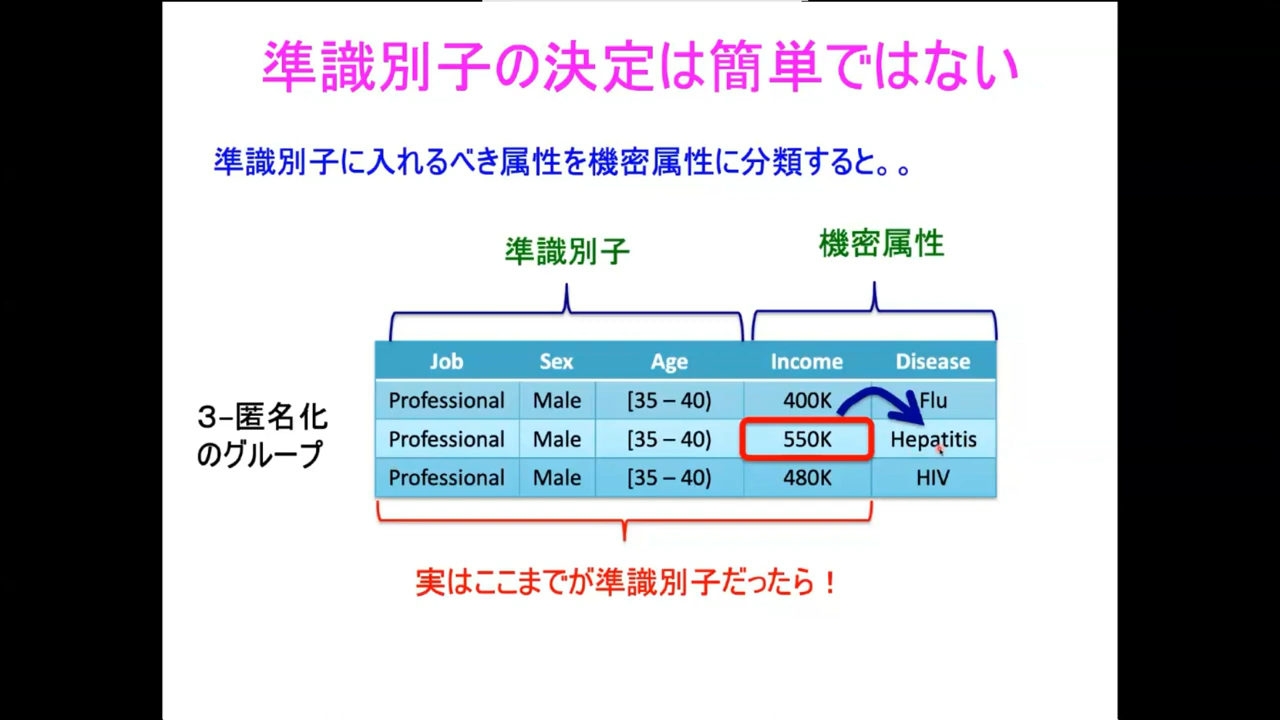 準識別子の決定は簡単ではない
準識別子に入れるべき属性を機密属性に分類すると。。
準識別子
機密属性
Job Sex Age Income Disease
Professional Male [35 – 40) 400K Flu
Professional Male [35 – 40) 550K Hepatitis
Professional Male [35 – 40) 480K HIV
３−匿名化
のグループ
実はここまでが準識別子だったら！